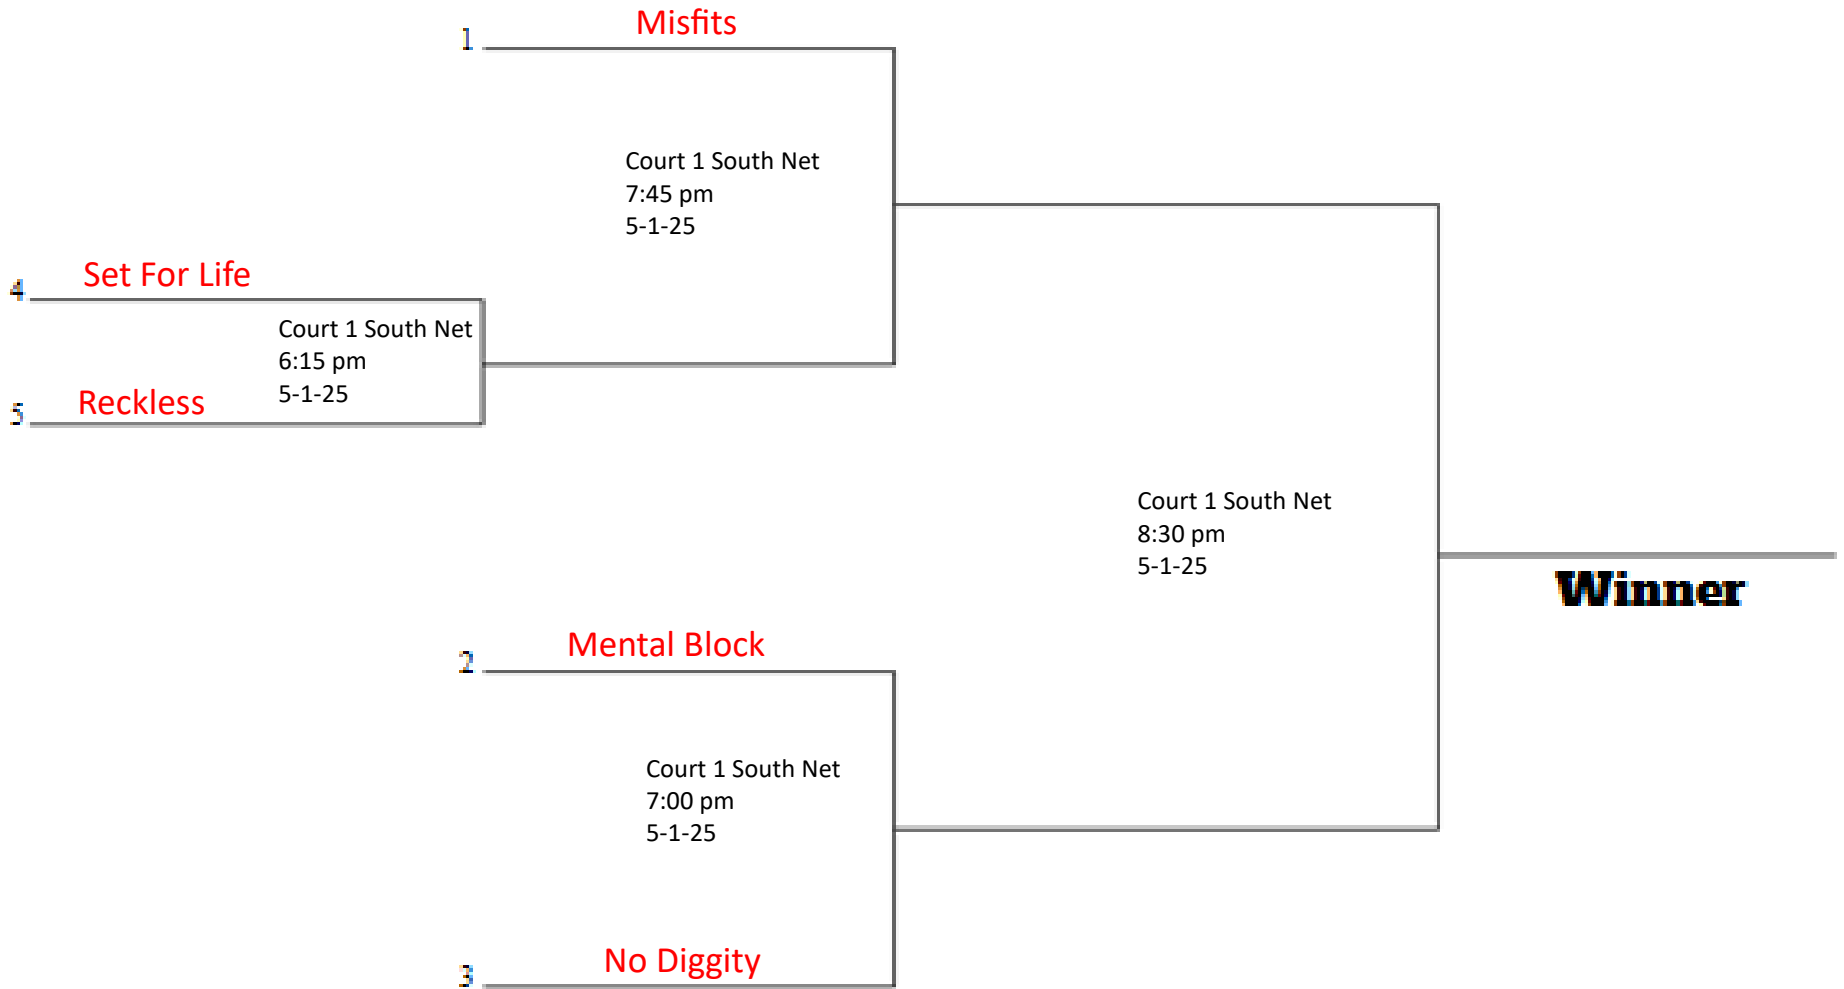 1 Misfits
Court 1 South Net
7:45 pm
5-1-25
4 Set For Life
Court 1 South Net
6:15 pm
5-1-25
5 Reckless
Court 1 South Net
8:30 pm
5-1-25
Winner
2 Mental Block
Court 1 South Net
7:00 pm
5-1-25
3 No Diggity